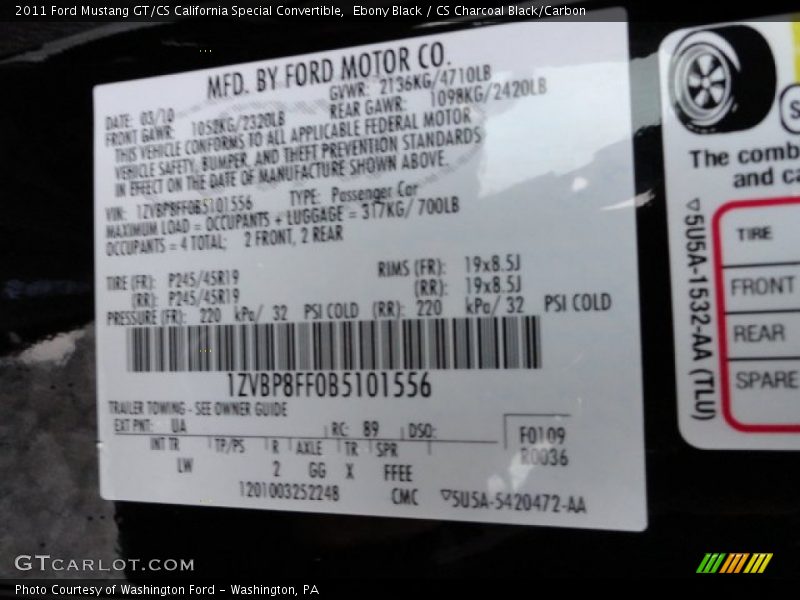 2011 Ford Mustang GT/CS California Special Convertible, Ebony Black / CS Charcoal Black/Carbon
MFD. BY FORD MOTOR CO.
DATE: 03/10 GVWR: 2136KG/4710LB
FRONT GAWR: 1052KG/2320LB REAR GAWR: 1098KG/2420LB
THIS VEHICLE CONFORMS TO ALL APPLICABLE FEDERAL MOTOR
VEHICLE SAFETY, BUMPER, AND THEFT PREVENTION STANDARDS
IN EFFECT ON THE DATE OF MANUFACTURE SHOWN ABOVE.
VIN: 1ZVBP8FF0B5101556 TYPE: Passenger Car
MAXIMUM LOAD = OCCUPANTS + LUGGAGE = 317KG/ 700LB
OCCUPANTS = 4 TOTAL; 2 FRONT, 2 REAR
TIRE (FR): P245/45R19 RIMS (FR): 19x8.5J
(RR): P245/45R19 (RR): 19x8.5J
PRESSURE (FR): 220 kPa/ 32 PSI COLD (RR): 220 kPa/ 32 PSI COLD
1ZVBP8FF0B5101556
TRAILER TOWING - SEE OWNER GUIDE
EXT PNT: UA RC: 89 DSO: F0109
INT TR TP/PS R AXLE TR SPR R0036
LW 2 GG X FFEE
1201003252248 CMC ▽5U5A-5420472-AA
The comb
and ca
▽5U5A-1532-AA (TLU)
TIRE
FRONT
REAR
SPARE
GTCARLOT.COM
Photo Courtesy of Washington Ford - Washington, PA